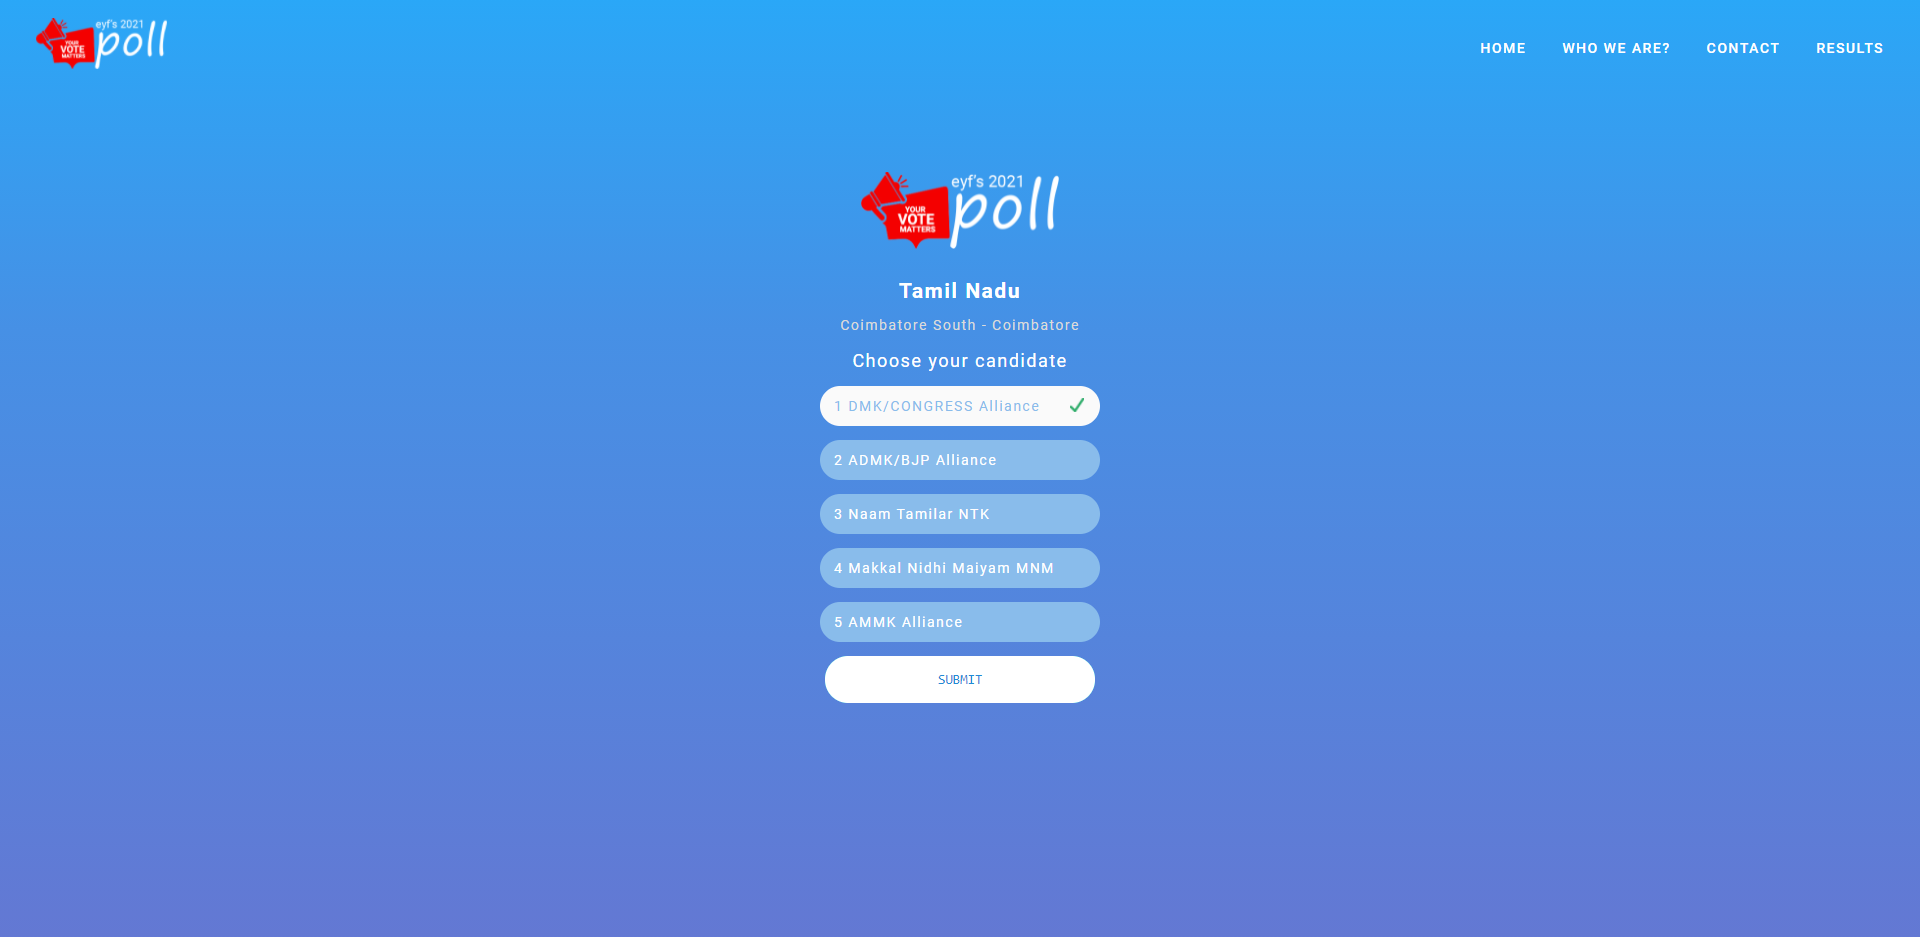 eyf's 2021
poll
YOUR
VOTE
MATTERS
HOME
WHO WE ARE?
CONTACT
RESULTS
eyf's 2021
poll
YOUR
VOTE
MATTERS
Tamil Nadu
Coimbatore South - Coimbatore
Choose your candidate
1 DMK/CONGRESS Alliance
2 ADMK/BJP Alliance
3 Naam Tamilar NTK
4 Makkal Nidhi Maiyam MNM
5 AMMK Alliance
SUBMIT